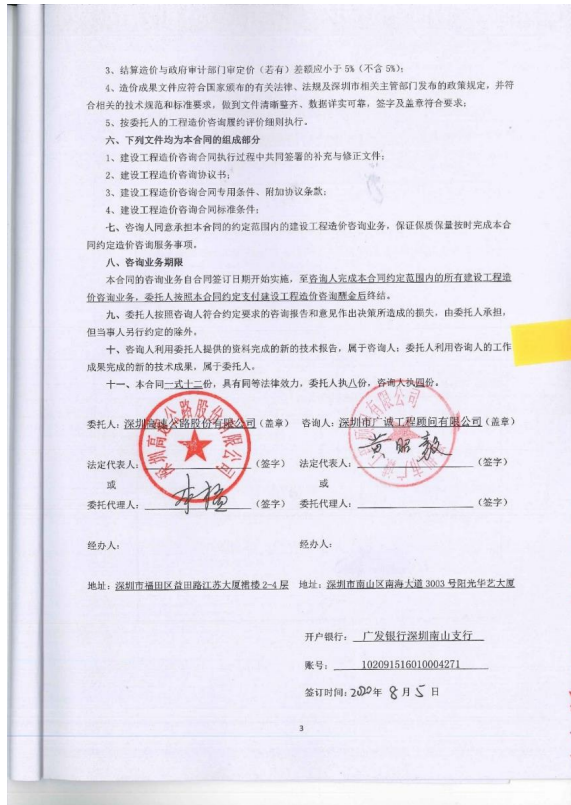 3、结算造价与政府审计部门审定价（若有）差额应小于 5%（不含 5%）；
4、造价成果文件应符合国家颁布的有关法律、法规及深圳市相关主管部门发布的政策规定，并符
合相关的技术规范和标准要求，做到文件清晰整齐、数据详实可靠，签字及盖章符合要求；
5、按委托人的工程造价咨询履约评价细则执行。
六、下列文件均为本合同的组成部分
1、建设工程造价咨询合同执行过程中共同签署的补充与修正文件；
2、建设工程造价咨询协议书；
3、建设工程造价咨询合同专用条件、附加协议条款；
4、建设工程造价咨询合同标准条件；
七、咨询人同意承担本合同的约定范围内的建设工程造价咨询业务，保证保质保量按时完成本合
同约定造价咨询服务事项。
八、咨询业务期限
本合同的咨询业务自合同签订日期开始实施，至咨询人完成本合同约定范围内的所有建设工程造
价咨询业务，委托人按照本合同约定支付建设工程造价咨询酬金后终结。
九、委托人按照咨询人符合约定要求的咨询报告和意见作出决策所造成的损失，由委托人承担，
但当事人另行约定的除外。
十、咨询人利用委托人提供的资料完成的新的技术报告，属于咨询人；委托人利用咨询人的工作
成果完成的新的技术成果，属于委托人。
十一、本合同一式十二份，具有同等法律效力，委托人执八份，咨询人执四份。
委托人：深圳高速公路股份有限公司（盖章） 咨询人：深圳市广诚工程顾问有限公司（盖章）
法定代表人：（签字） 法定代表人：黄昭毅（签字）
或 或
委托代理人：（签字） 委托代理人：（签字）
经办人： 经办人：
地址：深圳市福田区益田路江苏大厦裙楼 2-4 层 地址：深圳市南山区南海大道 3003 号阳光华艺大厦
开户银行：广发银行深圳南山支行
账号：102091516010004271
签订时间：2020年 8月 5日
3